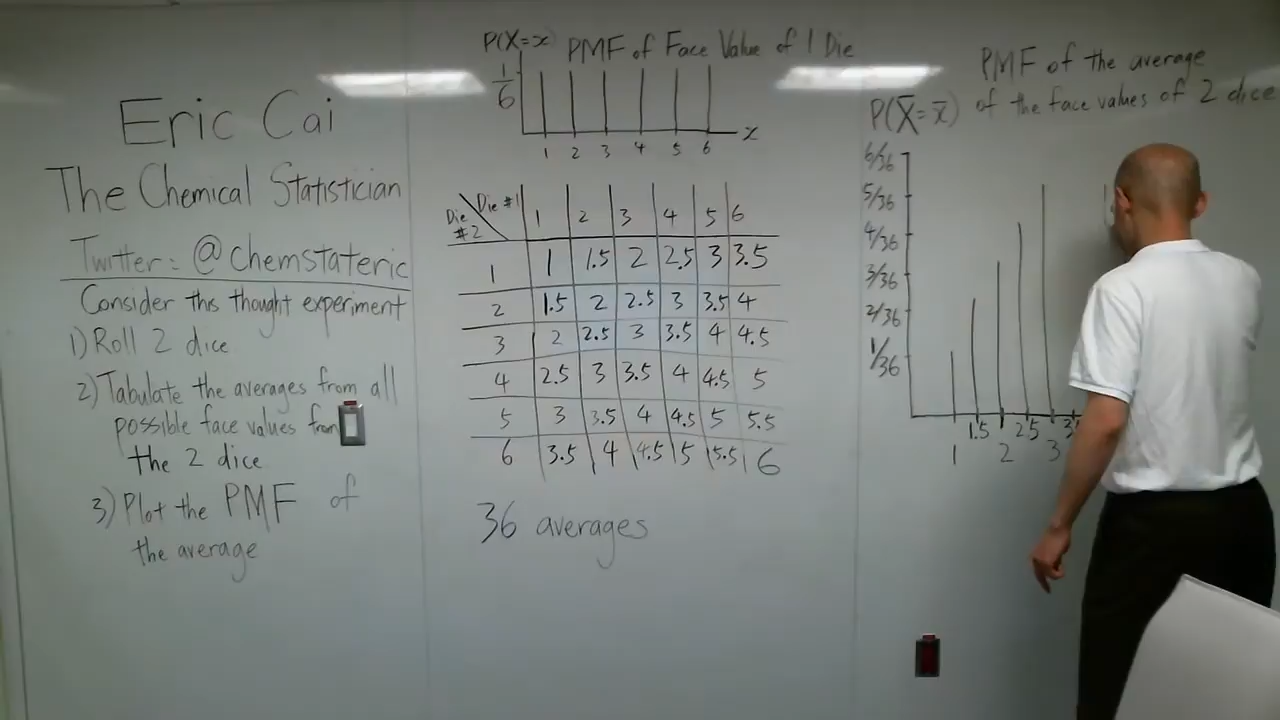 Eric Cai
The Chemical Statistician
Twitter: @chemstateric
Consider this thought experiment
1) Roll 2 dice
2) Tabulate the averages from all
possible face values from
the 2 dice
3) Plot the PMF of
the average
P(X=x) PMF of Face Value of 1 Die
1/6
x
1 2 3 4 5 6
Die #1
Die #2
1 2 3 4 5 6
1 1 1.5 2 2.5 3 3.5
2 1.5 2 2.5 3 3.5 4
3 2 2.5 3 3.5 4 4.5
4 2.5 3 3.5 4 4.5 5
5 3 3.5 4 4.5 5 5.5
6 3.5 4 4.5 5 5.5 6
36 averages
PMF of the average
of the face values of 2 dice
P(X̄=x̄)
6/36
5/36
4/36
3/36
2/36
1/36
1 1.5 2 2.5 3